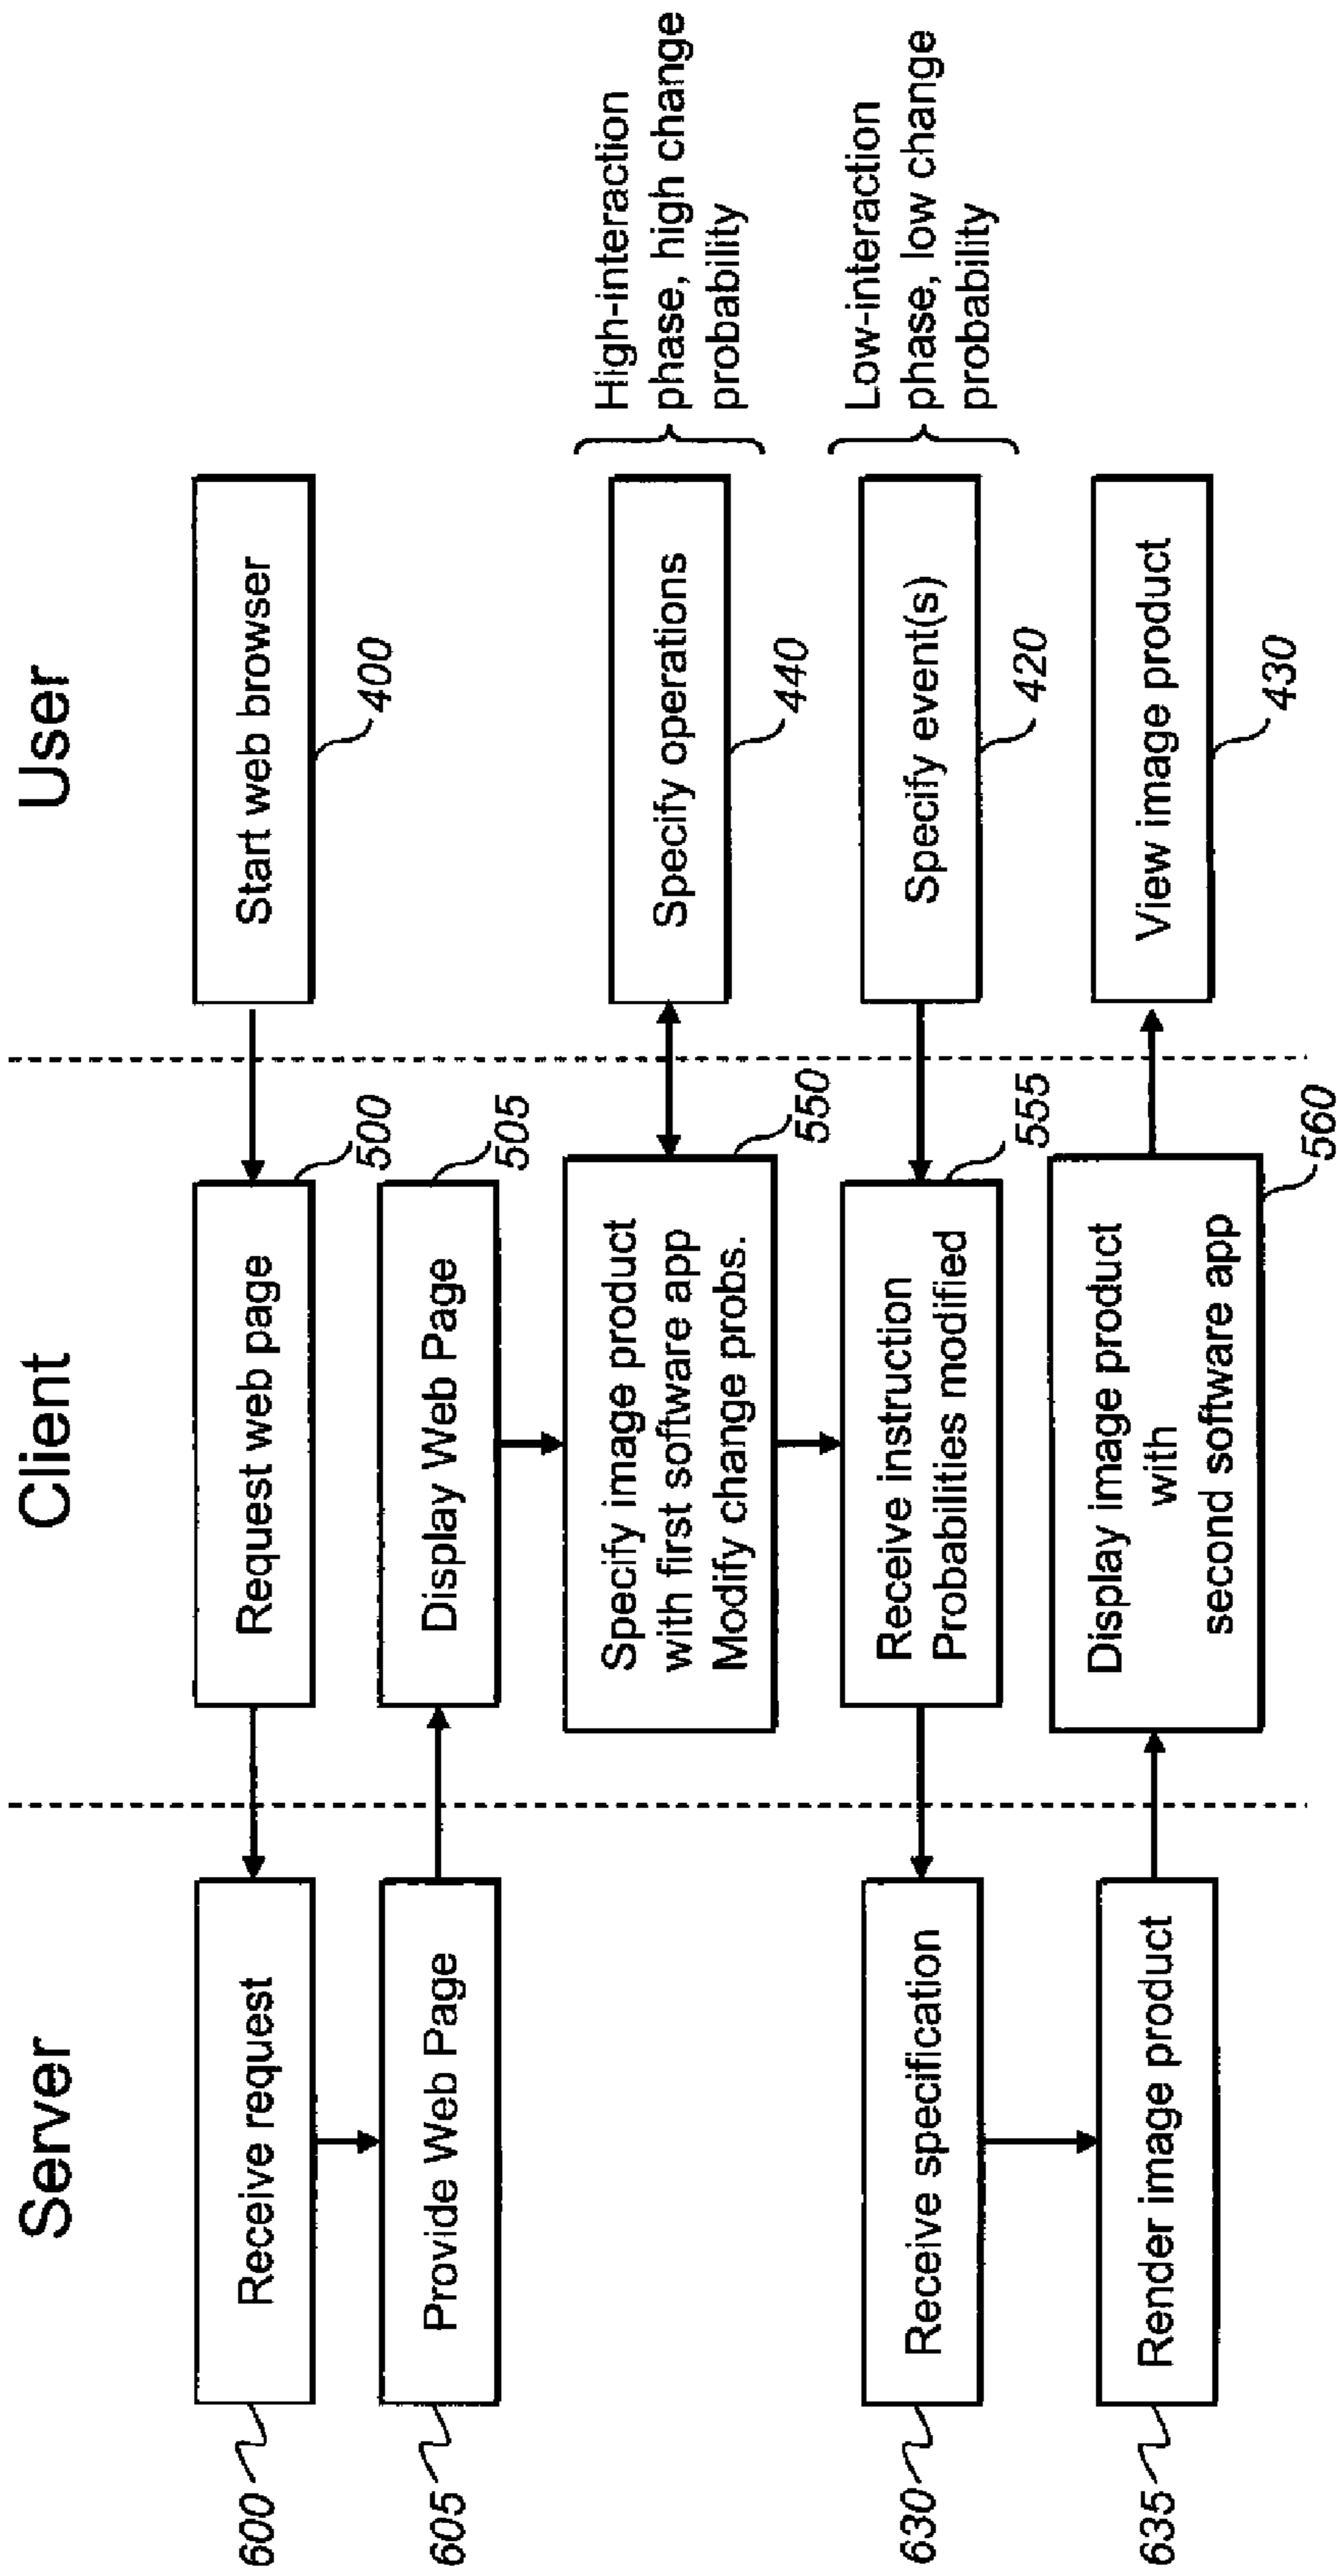 Server
Client
User
600
Receive request
Request web page
500
Start web browser
400
605
Provide Web Page
Display Web Page
505
Specify image product
with first software app
Modify change probs.
550
Specify operations
440
High-interaction
phase, high change
probability
630
Receive specification
Receive instruction
Probabilities modified
555
Specify event(s)
420
Low-interaction
phase, low change
probability
635
Render image product
Display image product
with
second software app
560
View image product
430